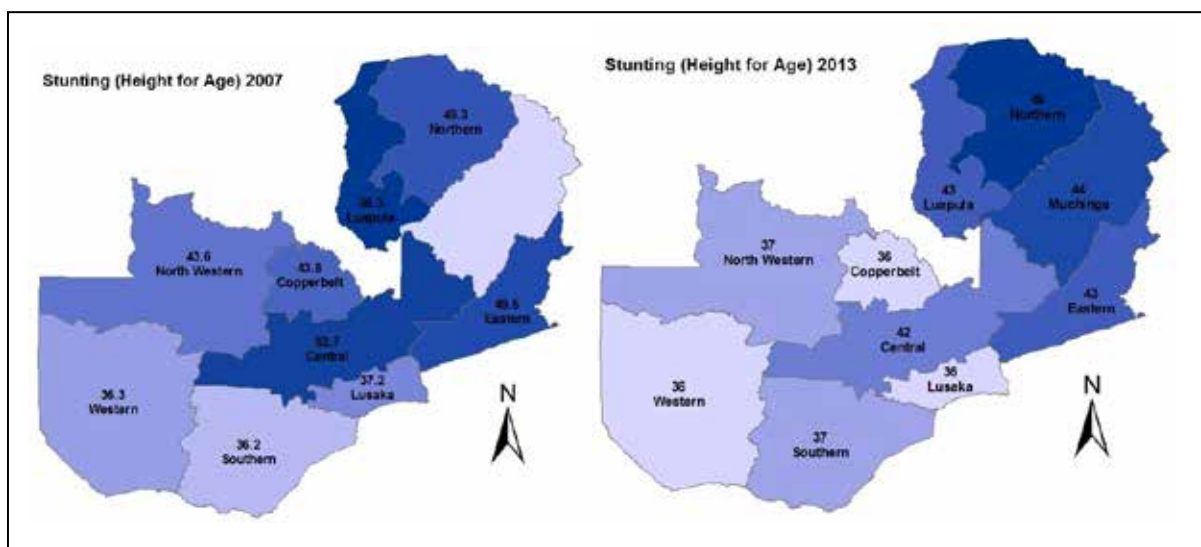 Stunting (Height for Age) 2007
49.3
Northern
Luapula
43.6
North Western
43.8
Copperbelt
49.5
Eastern
52.7
Central
37.2
Lusaka
36.3
Western
36.2
Southern
N
Stunting (Height for Age) 2013
Northern
44
Muchinga
43
Luapula
37
North Western
36
Copperbelt
43
Eastern
42
Central
36
Lusaka
36
Western
37
Southern
N